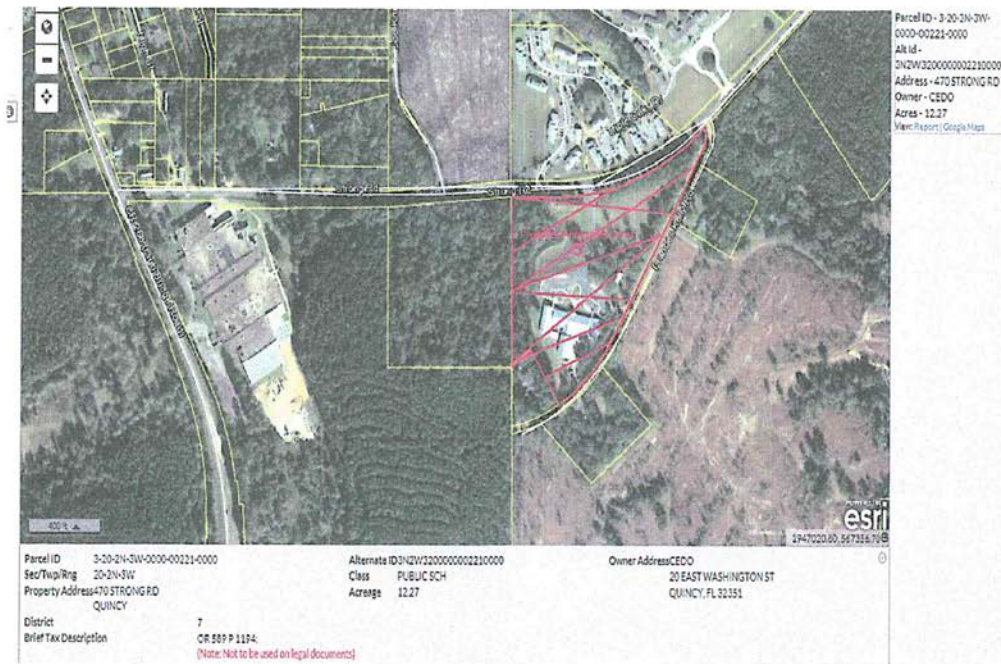 Parcel ID - 3-20-2N-3W-
0000-00221-0000
Alt Id -
3N2W3200000002210000
Address - 470 STRONG RD
Owner - CEDO
Acres - 12.27
View: Report | Google Maps
Strong Rd
400 ft
POWERED BY
esri
Parcel ID 3-20-2N-3W-0000-00221-0000
Sec/Twp/Rng 20-2N-3W
Property Address 470 STRONG RD
QUINCY
Alternate ID 3N2W3200000002210000
Class PUBLIC SCH
Acreage 12.27
Owner Address CEDO
20 EAST WASHINGTON ST
QUINCY, FL 32351
District 7
Brief Tax Description OR 589 P 1194;
(Note: Not to be used on legal documents)